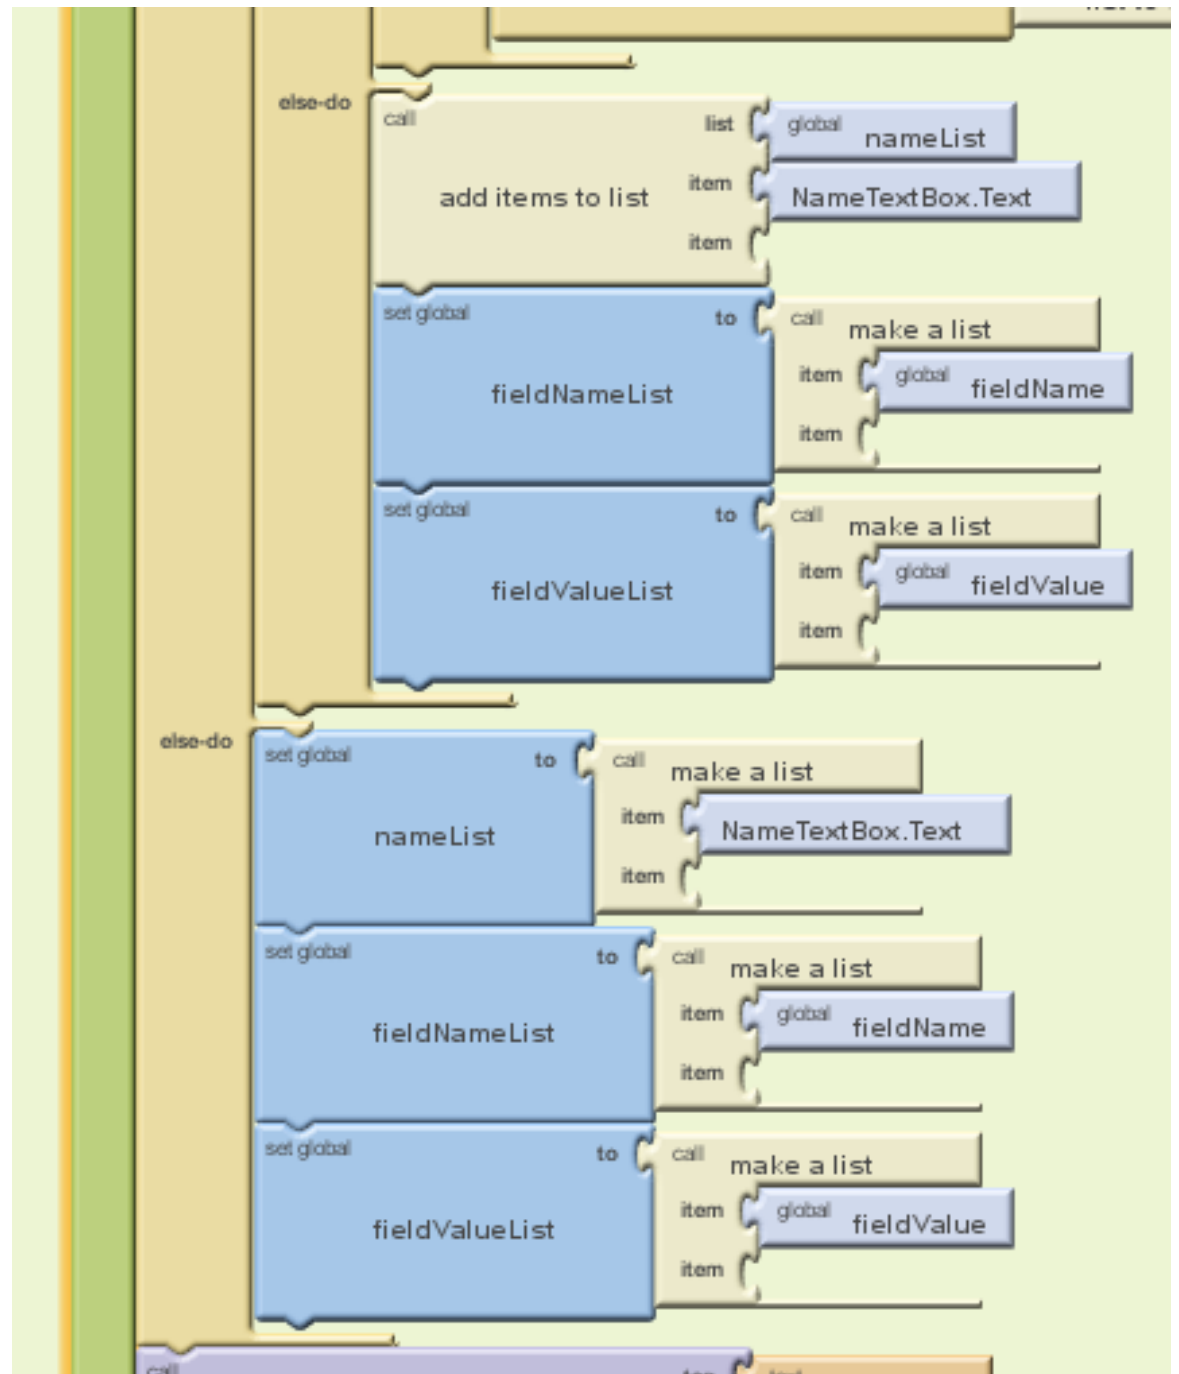 else-do
call
list
global nameList
add items to list
item
NameTextBox.Text
item
set global
to
call make a list
fieldNameList
item
global fieldName
item
set global
to
call make a list
fieldValueList
item
global fieldValue
item
else-do
set global
to
call make a list
nameList
item
NameTextBox.Text
item
set global
to
call make a list
fieldNameList
item
global fieldName
item
set global
to
call make a list
fieldValueList
item
global fieldValue
item
call